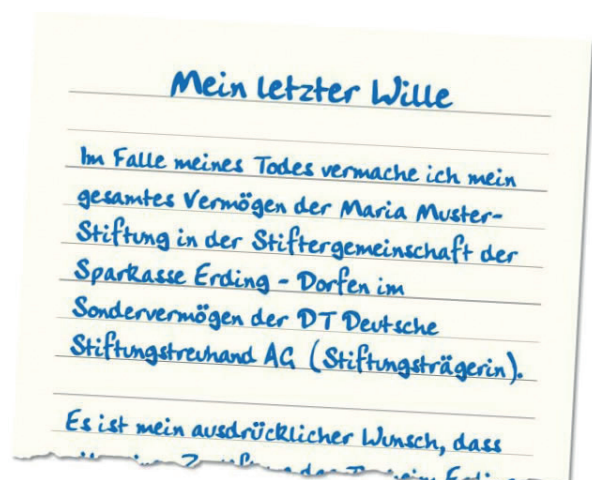 Mein letzter Wille
Im Falle meines Todes vermache ich mein
gesamtes Vermögen der Maria Muster-
Stiftung in der Stiftergemeinschaft der
Sparkasse Erding - Dorfen im
Sondervermögen der DT Deutsche
Stiftungstreuhand AG (Stiftungsträgerin).
Es ist mein ausdrücklicher Wunsch, dass